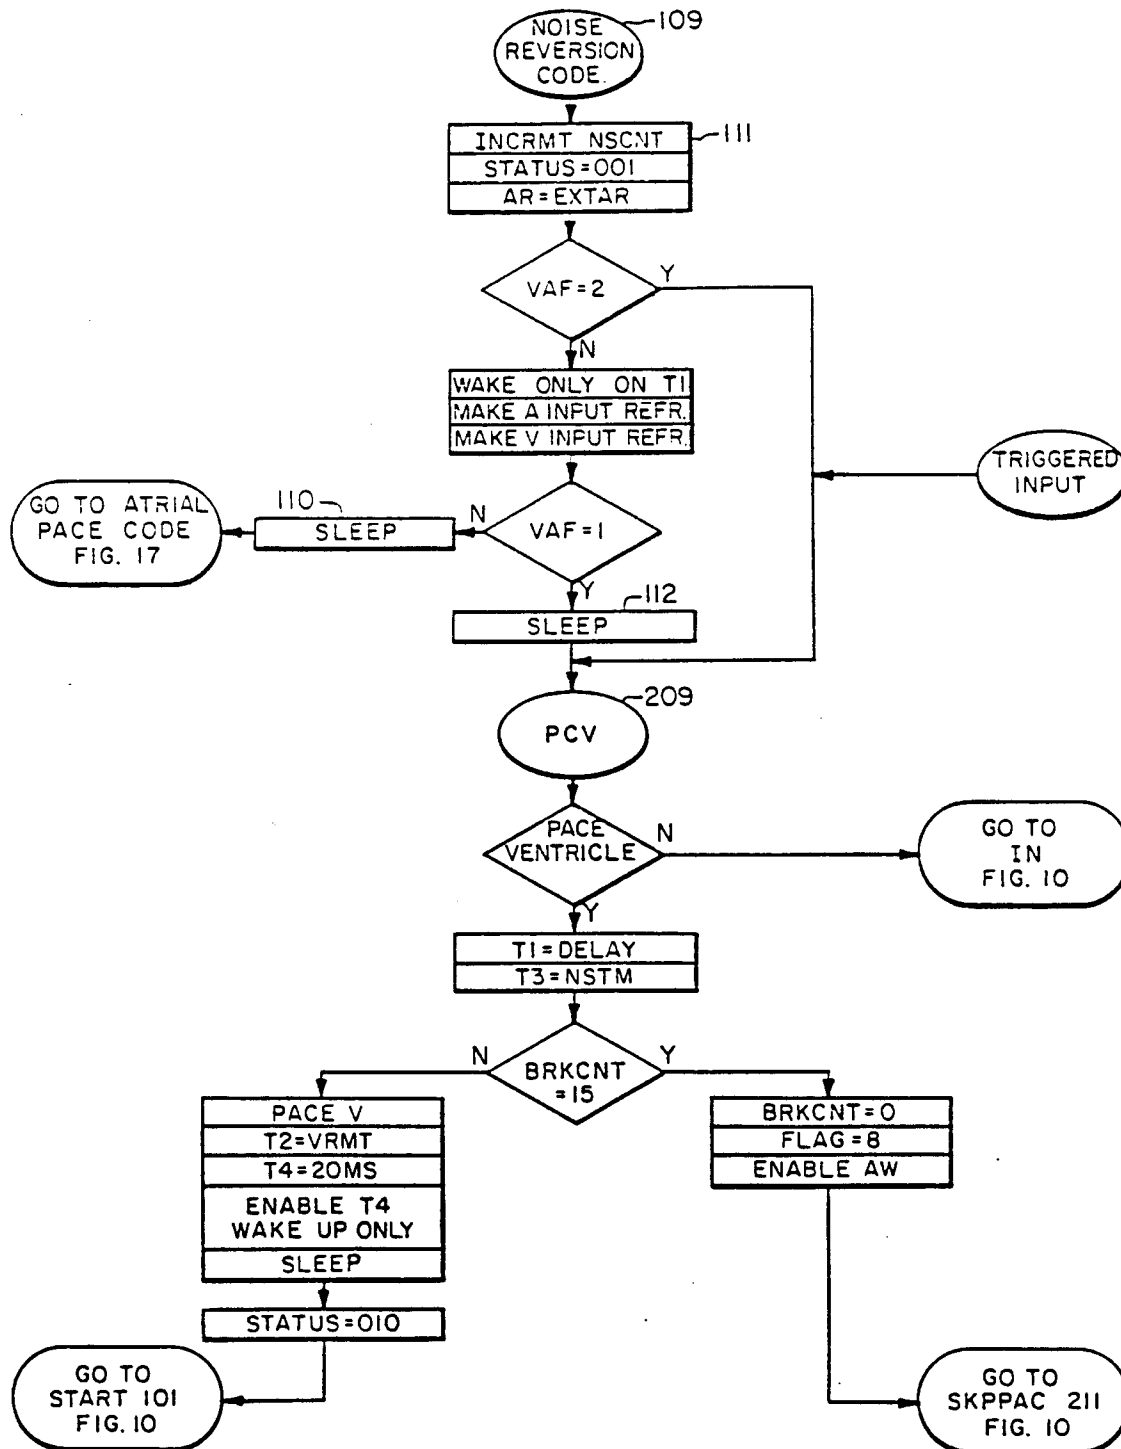 NOISE
REVERSION
CODE.
109
INCRMT NSCNT
111
STATUS=001
AR=EXTAR
VAF=2
Y
N
WAKE ONLY ON T1
MAKE A INPUT REFR.
MAKE V INPUT REFR.
TRIGGERED
INPUT
GO TO ATRIAL
PACE CODE
FIG. 17
110
SLEEP
N
VAF=1
Y
112
SLEEP
209
PCV
PACE
VENTRICLE
N
GO TO
IN
FIG. 10
Y
T1=DELAY
T3=NSTM
N
BRKCNT
=15
Y
PACE V
T2=VRMT
T4=20MS
ENABLE T4
WAKE UP ONLY
SLEEP
STATUS=010
BRKCNT=0
FLAG=8
ENABLE AW
GO TO
START 101
FIG. 10
GO TO
SKPPAC 211
FIG. 10